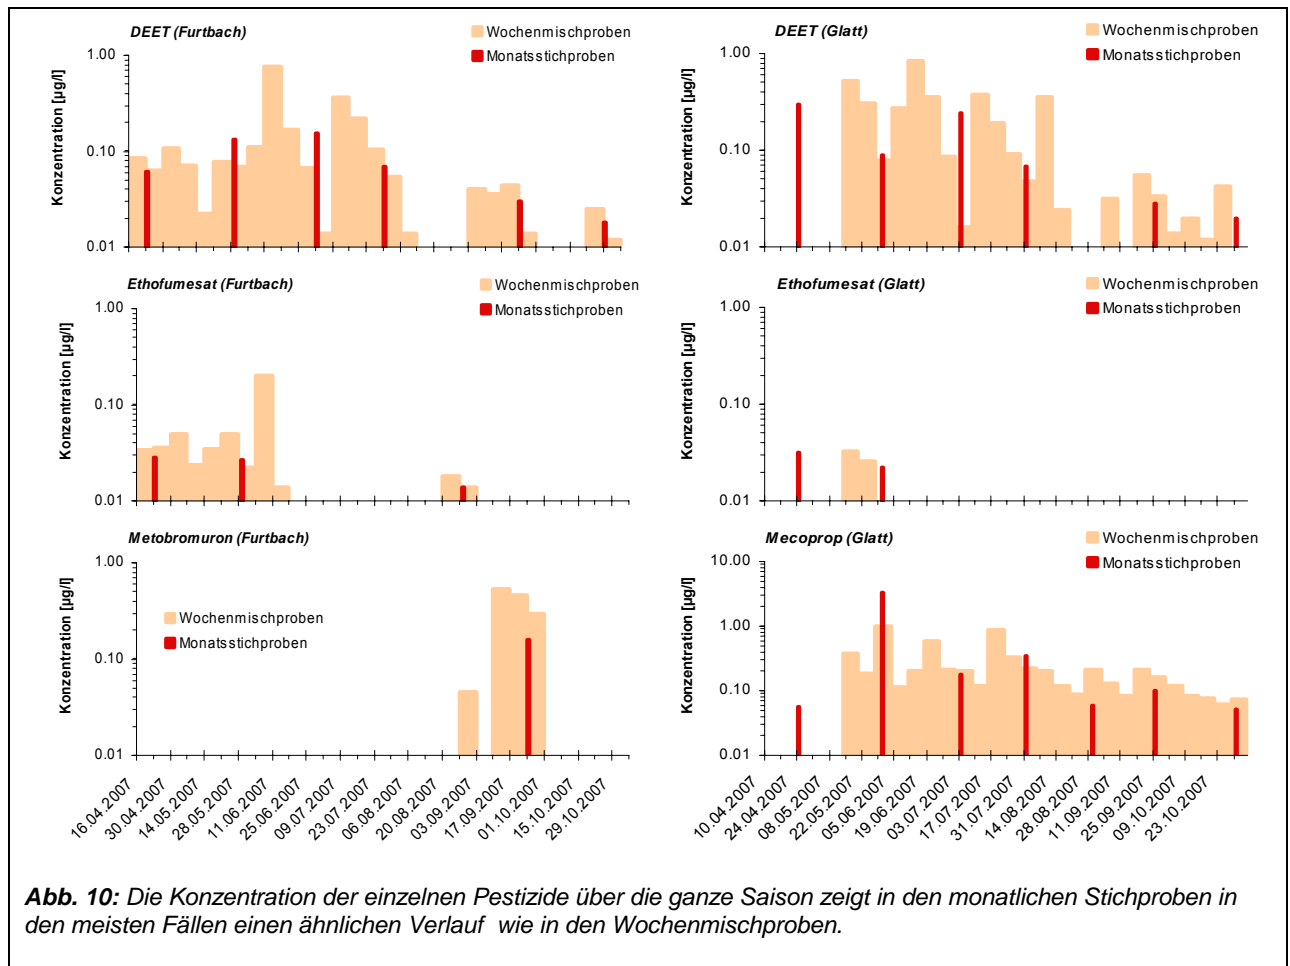 DEET (Furtbach)
Wochenmischproben
Monatsstichproben
Konzentration [µg/l]
1.00
0.10
0.01
DEET (Glatt)
Wochenmischproben
Monatsstichproben
Konzentration [µg/l]
1.00
0.10
0.01
Ethofumesat (Furtbach)
Wochenmischproben
Monatsstichproben
Konzentration [µg/l]
1.00
0.10
0.01
Ethofumesat (Glatt)
Wochenmischproben
Monatsstichproben
Konzentration [µg/l]
1.00
0.10
0.01
Metobromuron (Furtbach)
Wochenmischproben
Monatsstichproben
Konzentration [µg/l]
1.00
0.10
0.01
16.04.2007
30.04.2007
14.05.2007
28.05.2007
11.06.2007
25.06.2007
09.07.2007
23.07.2007
06.08.2007
20.08.2007
03.09.2007
17.09.2007
01.10.2007
15.10.2007
29.10.2007
Mecoprop (Glatt)
Wochenmischproben
Monatsstichproben
Konzentration [µg/l]
10.00
1.00
0.10
0.01
10.04.2007
24.04.2007
08.05.2007
22.05.2007
05.06.2007
19.06.2007
03.07.2007
17.07.2007
31.07.2007
14.08.2007
28.08.2007
11.09.2007
25.09.2007
09.10.2007
23.10.2007
Abb. 10: Die Konzentration der einzelnen Pestizide über die ganze Saison zeigt in den monatlichen Stichproben in
den meisten Fällen einen ähnlichen Verlauf wie in den Wochenmischproben.